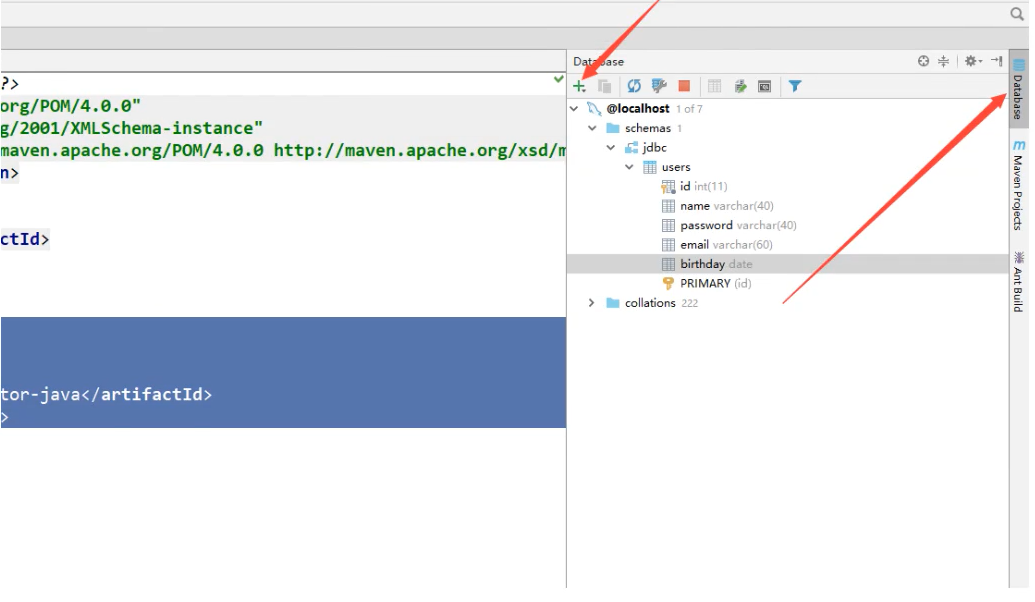 Database
?>
org/POM/4.0.0"
g/2001/XMLSchema-instance"
maven.apache.org/POM/4.0.0 http://maven.apache.org/xsd/m
n>
ctId>
tor-java</artifactId>
>
@localhost 1 of 7
schemas 1
jdbc
users
id int(11)
name varchar(40)
password varchar(40)
email varchar(60)
birthday date
PRIMARY (id)
collations 222
Database
m Maven Projects
Ant Build